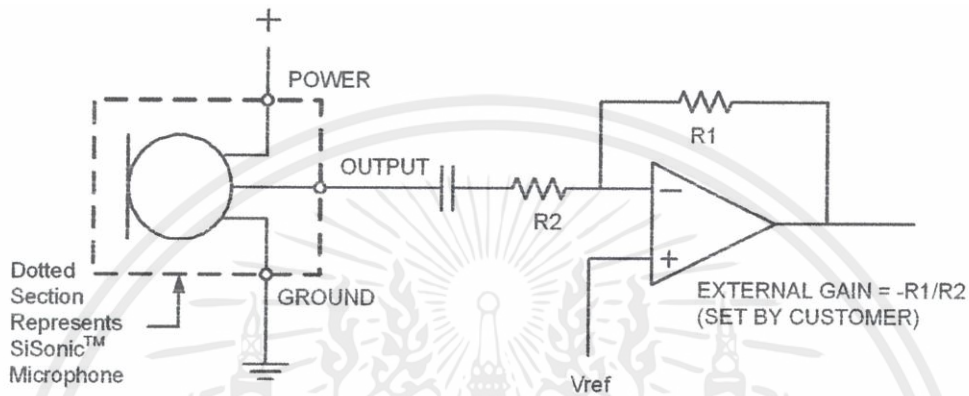 +
POWER
OUTPUT
R1
R2
−
+
Dotted
Section
Represents
SiSonic™
Microphone
GROUND
EXTERNAL GAIN = -R1/R2
(SET BY CUSTOMER)
Vref